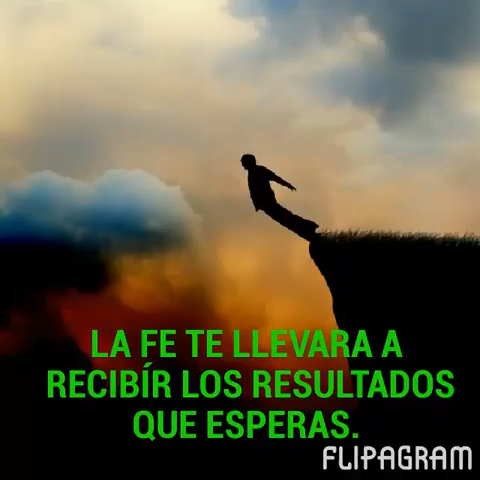 LA FE TE LLEVARA A
RECIBÍR LOS RESULTADOS
QUE ESPERAS.
FLIPAGRAM